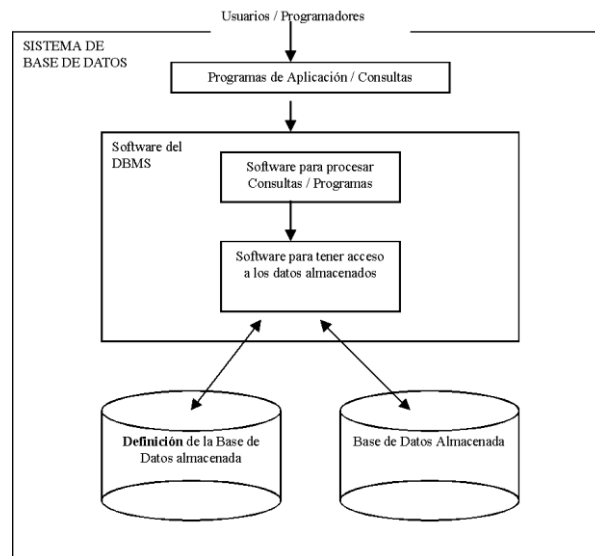 Usuarios / Programadores
SISTEMA DE
BASE DE DATOS
Programas de Aplicación / Consultas
Software del
DBMS
Software para procesar
Consultas / Programas
Software para tener acceso
a los datos almacenados
Definición de la Base de
Datos almacenada
Base de Datos Almacenada